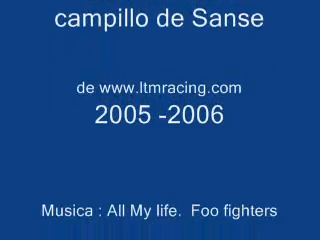 campillo de Sanse
de www.ltmracing.com
2005 -2006
Musica : All My life.  Foo fighters